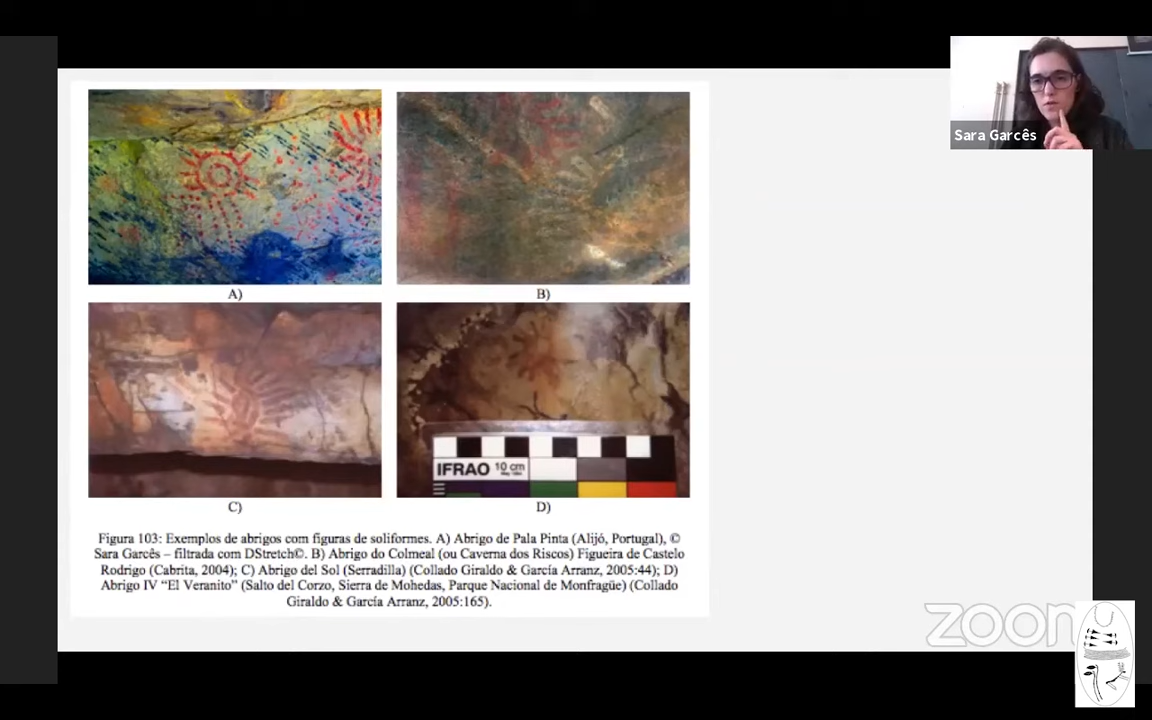 Sara Garcês
A)
B)
IFRAO 10 cm
C)
D)
Figura 103: Exemplos de abrigos com figuras de soliformes. A) Abrigo de Pala Pinta (Alijó, Portugal), ©
Sara Garcês – filtrada com DStretch©. B) Abrigo do Colmeal (ou Caverna dos Riscos) Figueira de Castelo
Rodrigo (Cabrita, 2004); C) Abrigo del Sol (Serradilla) (Collado Giraldo & García Arranz, 2005:44); D)
Abrigo IV “El Veranito” (Salto del Corzo, Sierra de Mohedas, Parque Nacional de Monfragüe) (Collado
Giraldo & García Arranz, 2005:165).
zoom